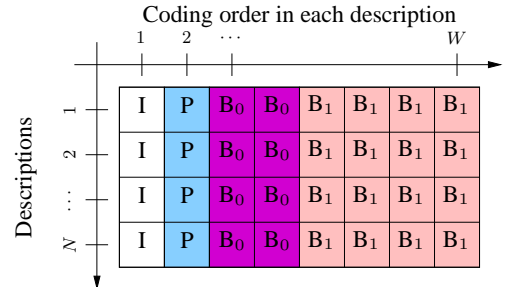 Coding order in each description
1 2 ⋯ W
Descriptions
1 I P B₀ B₀ B₁ B₁ B₁ B₁
2 I P B₀ B₀ B₁ B₁ B₁ B₁
⋯ I P B₀ B₀ B₁ B₁ B₁ B₁
N I P B₀ B₀ B₁ B₁ B₁ B₁